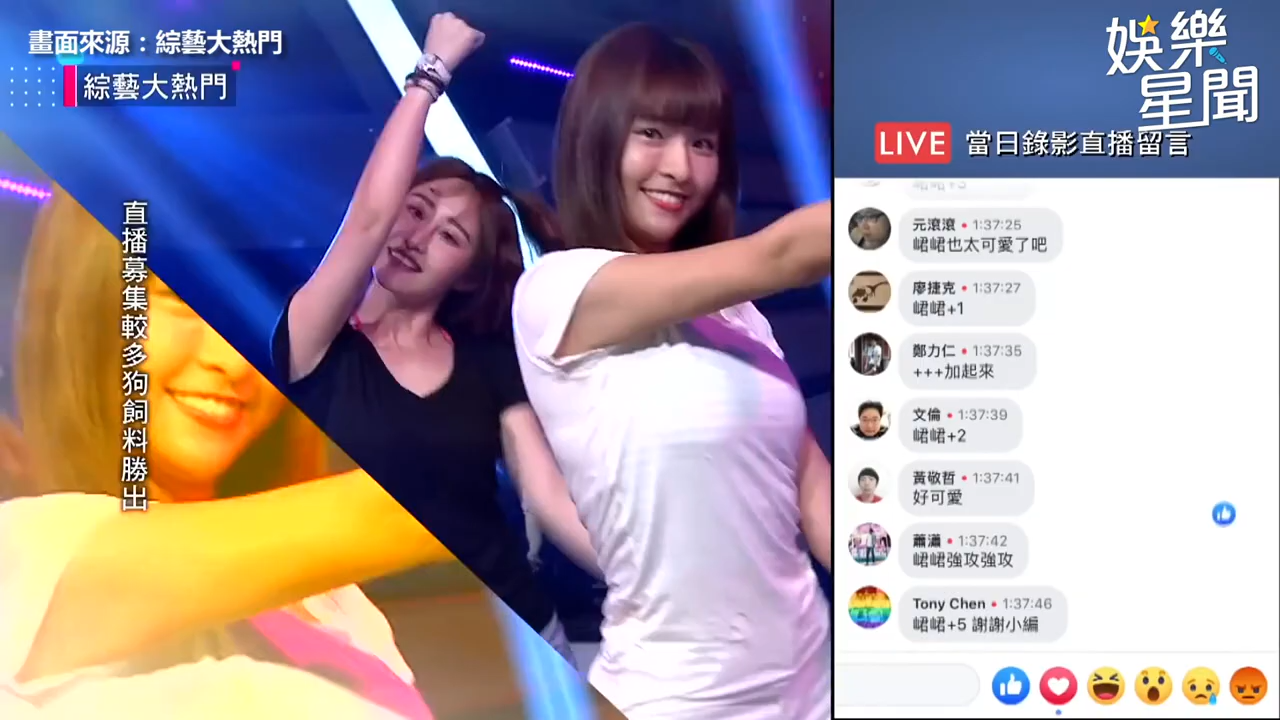 畫面來源：綜藝大熱門
綜藝大熱門
直播募集較多狗飼料勝出
娛樂
星聞
LIVE 當日錄影直播留言
元滾滾 • 1:37:25
峮峮也太可愛了吧
廖捷克 • 1:37:27
峮峮+1
鄭力仁 • 1:37:35
+++加起來
文倫 • 1:37:39
峮峮+2
黃敬哲 • 1:37:41
好可愛
蕭瀟 • 1:37:42
峮峮強攻強攻
Tony Chen • 1:37:46
峮峮+5 謝謝小編